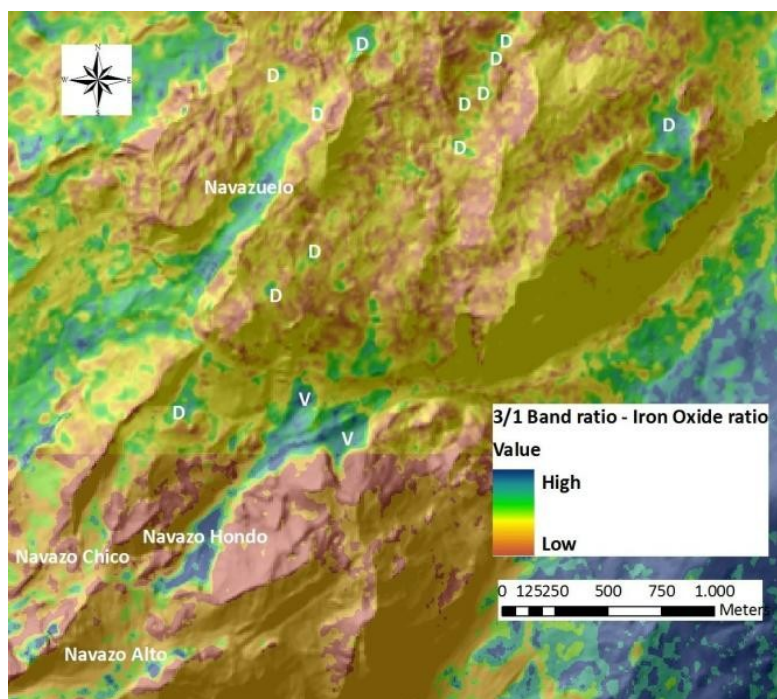 N
W E
S
D
D
D
D
D
D
D
D
D
Navazuelo
D
D
D
V
V
3/1 Band ratio - Iron Oxide ratio
Value
High
Low
Navazo Hondo
Navazo Chico
Navazo Alto
0 125250 500 750 1.000
Meters